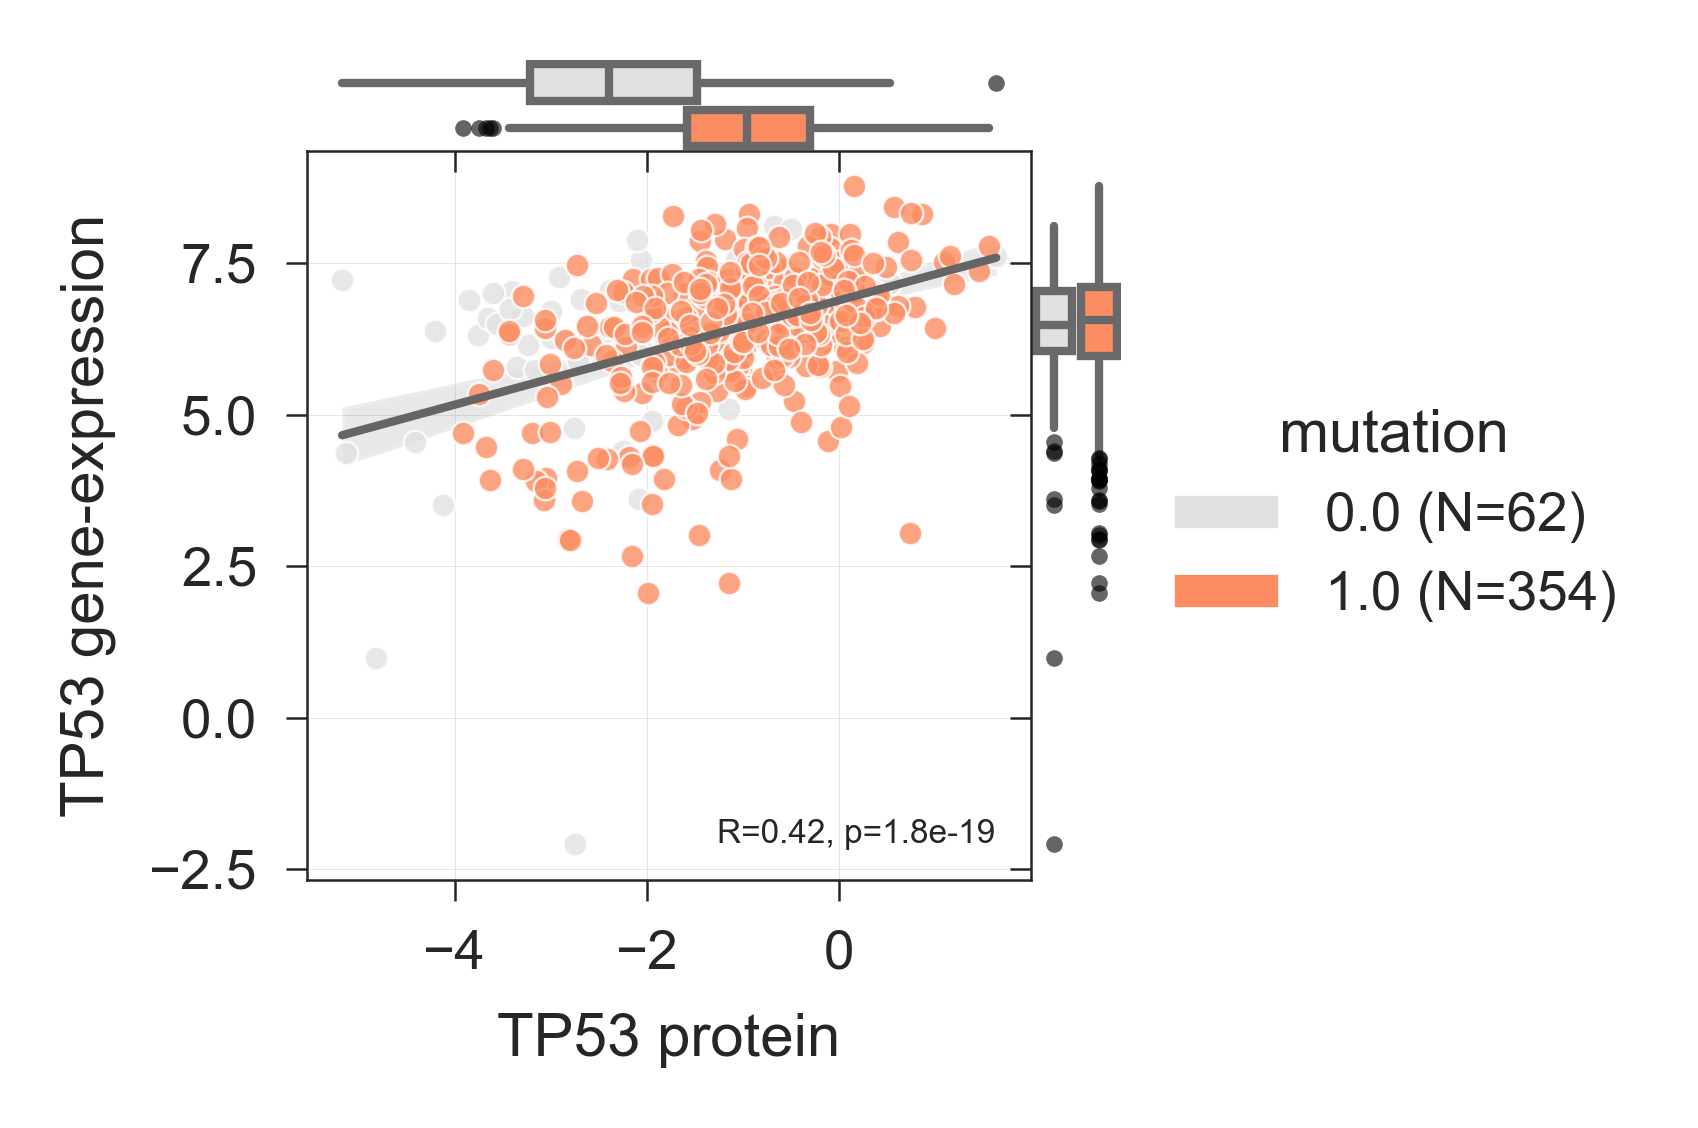 TP53 gene-expression
7.5
5.0
2.5
0.0
−2.5
R=0.42, p=1.8e-19
−4
−2
0
TP53 protein
mutation
0.0 (N=62)
1.0 (N=354)